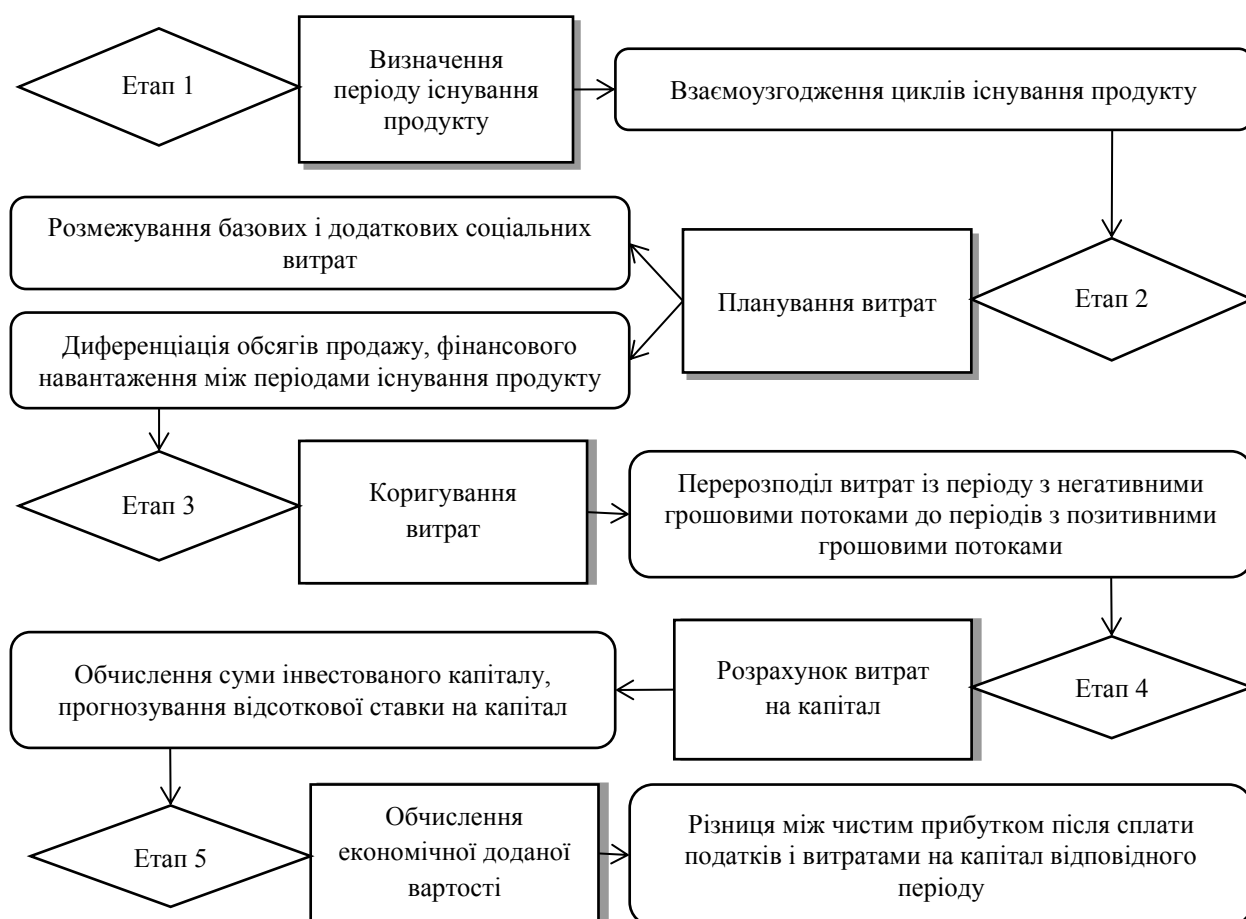 Етап 1
Визначення
періоду існування
продукту
Взаємоузгодження циклів існування продукту
Етап 2
Планування витрат
Розмежування базових і додаткових соціальних
витрат
Диференціація обсягів продажу, фінансового
навантаження між періодами існування продукту
Етап 3
Коригування
витрат
Перерозподіл витрат із періоду з негативними
грошовими потоками до періодів з позитивними
грошовими потоками
Етап 4
Розрахунок витрат
на капітал
Обчислення суми інвестованого капіталу,
прогнозування відсоткової ставки на капітал
Етап 5
Обчислення
економічної доданої
вартості
Різниця між чистим прибутком після сплати
податків і витратами на капітал відповідного
періоду